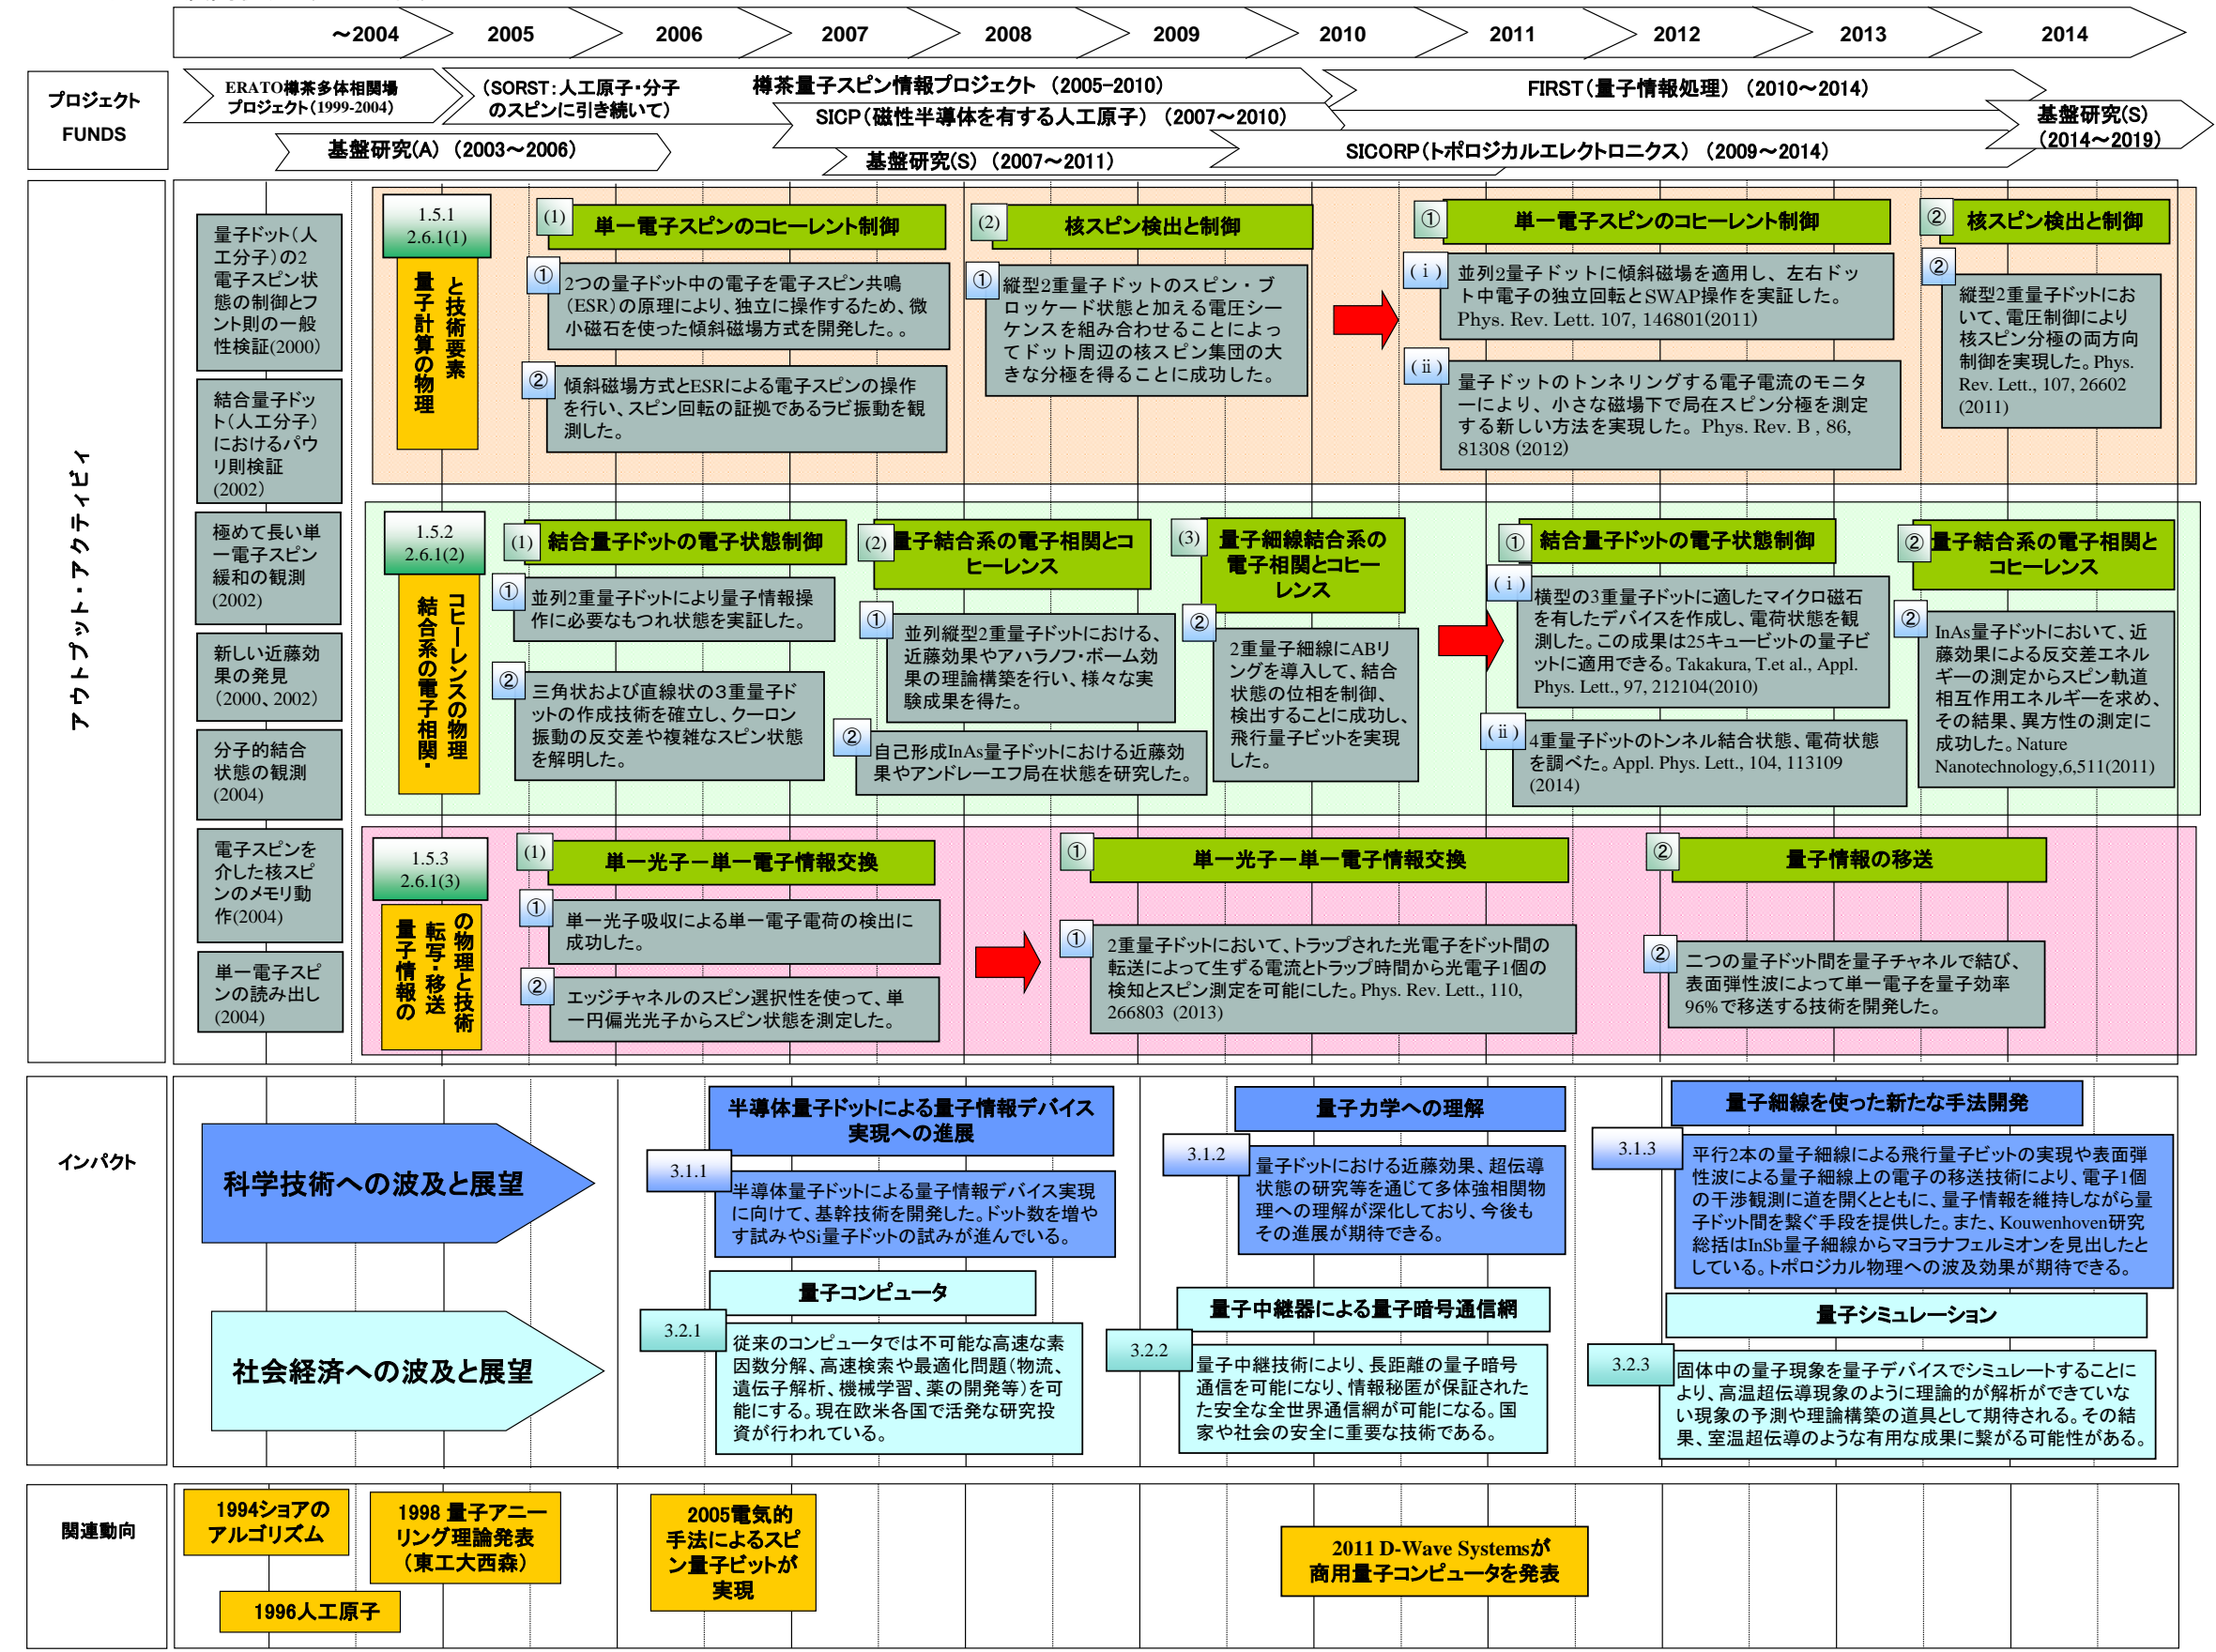 ～2004
2005
2006
2007
2008
2009
2010
2011
2012
2013
2014
プロジェクト
FUNDS
ERATO樽茶多体相関場
プロジェクト(1999-2004)
（SORST：人工原子・分子
のスピンに引き続いて）
樽茶量子スピン情報プロジェクト （2005-2010）
FIRST（量子情報処理） （2010～2014）
SICP（磁性半導体を有する人工原子） （2007～2010）
基盤研究(S)
（2014～2019）
基盤研究(A) （2003～2006）
基盤研究(S) （2007～2011）
SICORP（トポロジカルエレクトロニクス） （2009～2014）
アウトプット・アクティビィ
量子ドット（人
工分子）の2
電子スピン状
態の制御とフ
ント則の一般
性検証(2000)
結合量子ドッ
ト（人工分子）
におけるパウ
リ則検証
(2002)
極めて長い単
一電子スピン
緩和の観測
(2002)
新しい近藤効
果の発見
（2000、2002）
分子的結合
状態の観測
(2004)
電子スピンを
介した核スピ
ンのメモリ動
作(2004)
単一電子スピ
ンの読み出し
(2004)
1.5.1
2.6.1(1)
量子計算の物理
と技術要素
(1)
単一電子スピンのコヒーレント制御
①
2つの量子ドット中の電子を電子スピン共鳴
（ESR）の原理により、独立に操作するため、微
小磁石を使った傾斜磁場方式を開発した。。
②
傾斜磁場方式とESRによる電子スピンの操作
を行い、スピン回転の証拠であるラビ振動を観
測した。
(2)
核スピン検出と制御
①
縦型2重量子ドットのスピン・ブ
ロッケード状態と加える電圧シー
ケンスを組み合わせることによっ
てドット周辺の核スピン集団の大
きな分極を得ることに成功した。
①
単一電子スピンのコヒーレント制御
(ⅰ)
並列2量子ドットに傾斜磁場を適用し、左右ドッ
ト中電子の独立回転とSWAP操作を実証した。
Phys. Rev. Lett. 107, 146801(2011)
(ⅱ)
量子ドットのトンネリングする電子電流のモニタ
ーにより、小さな磁場下で局在スピン分極を測定
する新しい方法を実現した。Phys. Rev. B , 86,
81308 (2012)
②
核スピン検出と制御
②
縦型2重量子ドットにお
いて、電圧制御により
核スピン分極の両方向
制御を実現した。Phys.
Rev. Lett., 107, 26602
(2011)
1.5.2
2.6.1(2)
結合系の電子相関・
コヒーレンスの物理
(1)
結合量子ドットの電子状態制御
①
並列2重量子ドットにより量子情報操
作に必要なもつれ状態を実証した。
②
三角状および直線状の３重量子ド
ットの作成技術を確立し、クーロン
振動の反交差や複雑なスピン状態
を解明した。
(2)
量子結合系の電子相関とコ
ヒーレンス
①
並列縦型2重量子ドットにおける、
近藤効果やアハラノフ・ボーム効
果の理論構築を行い、様々な実
験成果を得た。
②
自己形成InAs量子ドットにおける近藤効
果やアンドレーエフ局在状態を研究した。
(3)
量子細線結合系の
電子相関とコヒー
レンス
②
2重量子細線にABリ
ングを導入して、結合
状態の位相を制御、
検出することに成功し、
飛行量子ビットを実現
した。
①
結合量子ドットの電子状態制御
(ⅰ)
横型の3重量子ドットに適したマイクロ磁石
を有したデバイスを作成し、電荷状態を観
測した。この成果は25キュービットの量子ビ
ットに適用できる。Takakura, T.et al., Appl.
Phys. Lett., 97, 212104(2010)
(ⅱ)
4重量子ドットのトンネル結合状態、電荷状態
を調べた。Appl. Phys. Lett., 104, 113109
(2014)
②
量子結合系の電子相関と
コヒーレンス
②
InAs量子ドットにおいて、近
藤効果による反交差エネル
ギーの測定からスピン軌道
相互作用エネルギーを求め、
その結果、異方性の測定に
成功した。Nature
Nanotechnology,6,511(2011)
1.5.3
2.6.1(3)
量子情報の
転写・移送
の物理と技術
(1)
単一光子－単一電子情報交換
①
単一光子吸収による単一電子電荷の検出に
成功した。
②
エッジチャネルのスピン選択性を使って、単
一円偏光光子からスピン状態を測定した。
①
単一光子－単一電子情報交換
①
2重量子ドットにおいて、トラップされた光電子をドット間の
転送によって生ずる電流とトラップ時間から光電子1個の
検知とスピン測定を可能にした。Phys. Rev. Lett., 110,
266803 (2013)
②
量子情報の移送
②
二つの量子ドット間を量子チャネルで結び、
表面弾性波によって単一電子を量子効率
96%で移送する技術を開発した。
インパクト
科学技術への波及と展望
半導体量子ドットによる量子情報デバイス
実現への進展
3.1.1
半導体量子ドットによる量子情報デバイス実現
に向けて、基幹技術を開発した。ドット数を増や
す試みやSi量子ドットの試みが進んでいる。
量子力学への理解
3.1.2
量子ドットにおける近藤効果、超伝導
状態の研究等を通じて多体強相関物
理への理解が深化しており、今後も
その進展が期待できる。
量子細線を使った新たな手法開発
3.1.3
平行2本の量子細線による飛行量子ビットの実現や表面弾
性波による量子細線上の電子の移送技術により、電子1個
の干渉観測に道を開くとともに、量子情報を維持しながら量
子ドット間を繋ぐ手段を提供した。また、Kouwenhoven研究
総括はInSb量子細線からマヨラナフェルミオンを見出したと
している。トポロジカル物理への波及効果が期待できる。
社会経済への波及と展望
量子コンピュータ
3.2.1
従来のコンピュータでは不可能な高速な素
因数分解、高速検索や最適化問題（物流、
遺伝子解析、機械学習、薬の開発等）を可
能にする。現在欧米各国で活発な研究投
資が行われている。
量子中継器による量子暗号通信網
3.2.2
量子中継技術により、長距離の量子暗号
通信を可能になり、情報秘匿が保証された
た安全な全世界通信網が可能になる。国
家や社会の安全に重要な技術である。
量子シミュレーション
3.2.3
固体中の量子現象を量子デバイスでシミュレートすることに
より、高温超伝導現象のように理論的が解析ができていな
い現象の予測や理論構築の道具として期待される。その結
果、室温超伝導のような有用な成果に繋がる可能性がある。
関連動向
1994ショアの
アルゴリズム
1996人工原子
1998 量子アニー
リング理論発表
（東工大西森）
2005電気的
手法によるスピ
ン量子ビットが
実現
2011 D-Wave Systemsが
商用量子コンピュータを発表